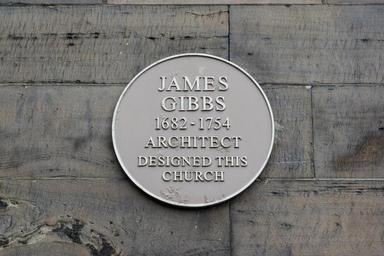 JAMES
GIBBS
1682-1754
ARCHITECT
DESIGNED THIS
CHURCH